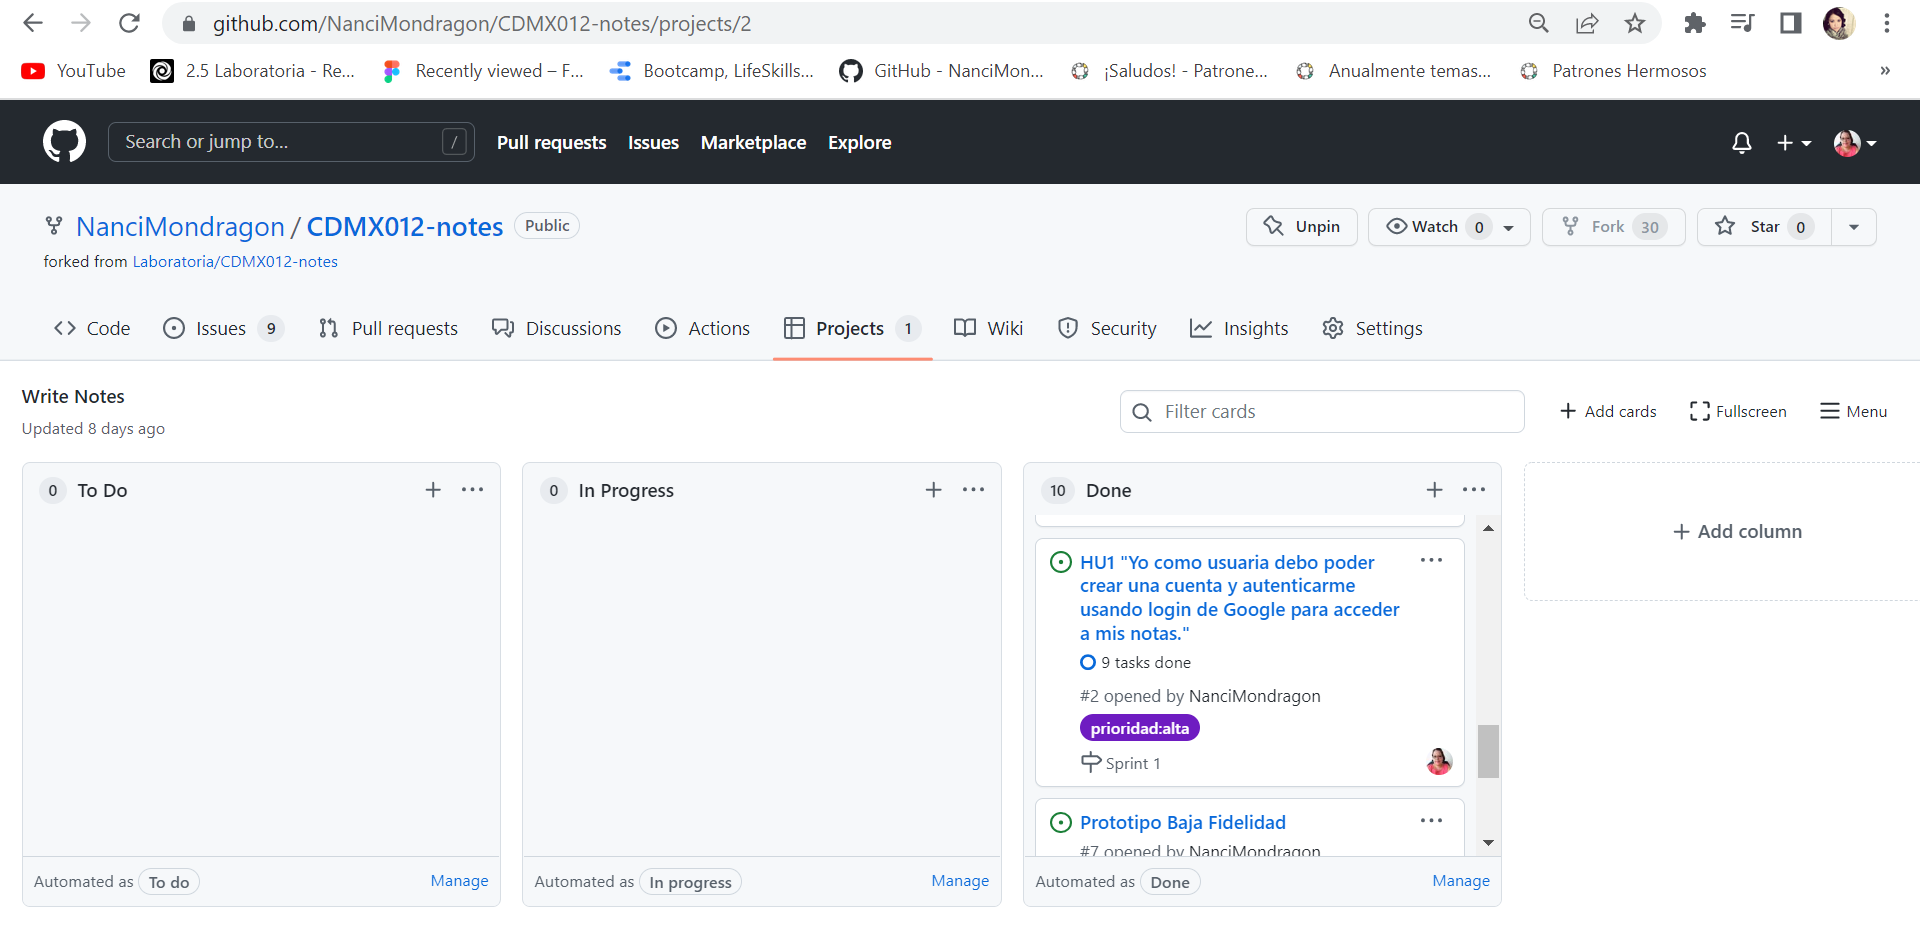 github.com/NanciMondragon/CDMX012-notes/projects/2
YouTube 2.5 Laboratoria - Re... Recently viewed – F... Bootcamp, LifeSkills... GitHub - NanciMon... ¡Saludos! - Patrone... Anualmente temas... Patrones Hermosos »
Search or jump to... / Pull requests Issues Marketplace Explore
NanciMondragon / CDMX012-notes Public Unpin Watch 0 Fork 30 Star 0
forked from Laboratoria/CDMX012-notes
Code Issues 9 Pull requests Discussions Actions Projects 1 Wiki Security Insights Settings
Write Notes
Updated 8 days ago
Filter cards + Add cards Fullscreen Menu
0 To Do + ...
0 In Progress + ...
10 Done + ...
+ Add column
HU1 "Yo como usuaria debo poder ...
crear una cuenta y autenticarme
usando login de Google para acceder
a mis notas."
9 tasks done
#2 opened by NanciMondragon
prioridad:alta
Sprint 1
Prototipo Baja Fidelidad ...
#7 opened by NanciMondragon
Automated as To do Manage
Automated as In progress Manage
Automated as Done Manage